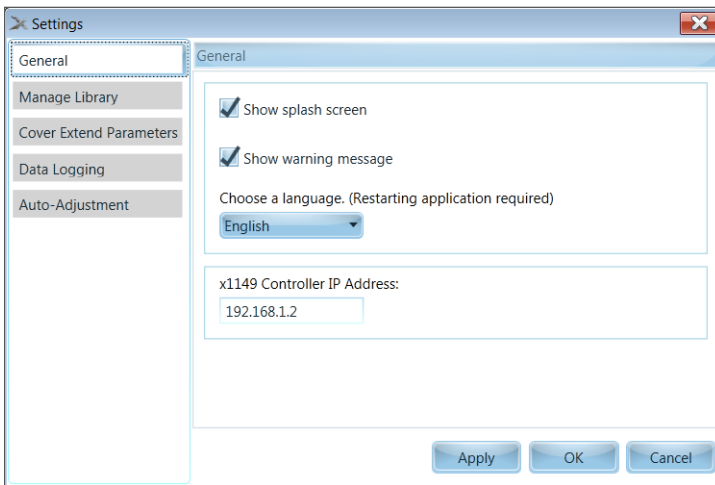 Settings
General
Manage Library
Cover Extend Parameters
Data Logging
Auto-Adjustment
General
Show splash screen
Show warning message
Choose a language. (Restarting application required)
English
x1149 Controller IP Address:
192.168.1.2
Apply
OK
Cancel